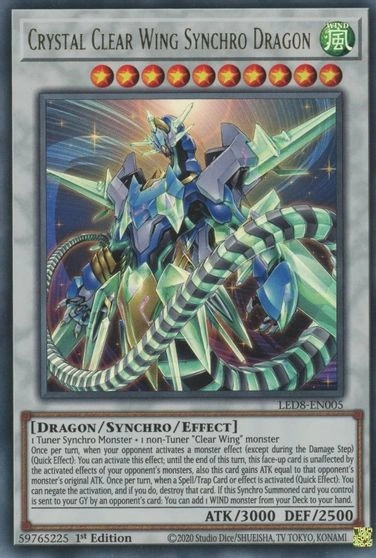 CRYSTAL CLEAR WING SYNCHRO DRAGON
WIND
風
LED8-EN005
[DRAGON/SYNCHRO/EFFECT]
1 Tuner Synchro Monster + 1 non-Tuner "Clear Wing" monster
Once per turn, when your opponent activates a monster effect (except during the Damage Step)
(Quick Effect): You can activate this effect; until the end of this turn, this face-up card is unaffected by
the activated effects of your opponent's monsters, also this card gains ATK equal to that opponent's
monster's original ATK. Once per turn, when a Spell/Trap Card or effect is activated (Quick Effect): You
can negate the activation, and if you do, destroy that card. If this Synchro Summoned card you control
is sent to your GY by an opponent's card: You can add 1 WIND monster from your Deck to your hand.
ATK/3000 DEF/2500
59765225 1st Edition ©2020 Studio Dice/SHUEISHA, TV TOKYO, KONAMI